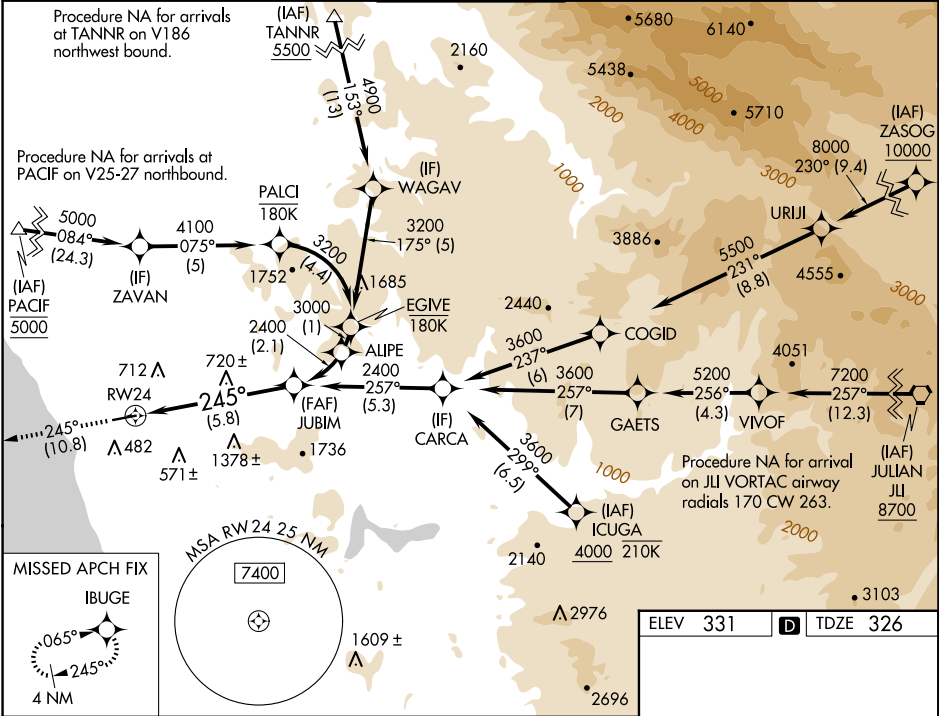 Procedure NA for arrivals
at TANNR on V186
northwest bound.
(IAF)
TANNR
5500
4900
153°
(13)
2160
5680
6140
5438
5710
5000
4000
2000
1000
3000
(IAF)
ZASOG
10000
8000
230° (9.4)
Procedure NA for arrivals at
PACIF on V25-27 northbound.
(IF)
WAGAV
PALCI
180K
5000
084°
(24.3)
4100
075°
(5)
3200
(4.4)
3200
175° (5)
URIJI
5500
231°
(8.8)
3886
4555
3000
(IAF)
PACIF
5000
(IF)
ZAVAN
1752
1685
EGIVE
180K
3000
(1)
2400
(2.1)
ALIPE
2440
COGID
3600
237°
(6)
4051
712
720 ±
RW24
245°
(5.8)
(FAF)
JUBIM
2400
257°
(5.3)
(IF)
CARCA
3600
257°
(7)
GAETS
5200
256°
(4.3)
VIVOF
7200
257°
(12.3)
(IAF)
JULIAN
JLI
8700
245°
(10.8)
482
571 ±
1378 ±
1736
3600
299°
(6.5)
1000
Procedure NA for arrival
on JLI VORTAC airway
radials 170 CW 263.
2000
(IAF)
ICUGA
4000 210K
2140
MSA RW 24 25 NM
7400
MISSED APCH FIX
IBUGE
065°
245°
4 NM
1609 ±
2976
3103
2696
ELEV 331 D TDZE 326